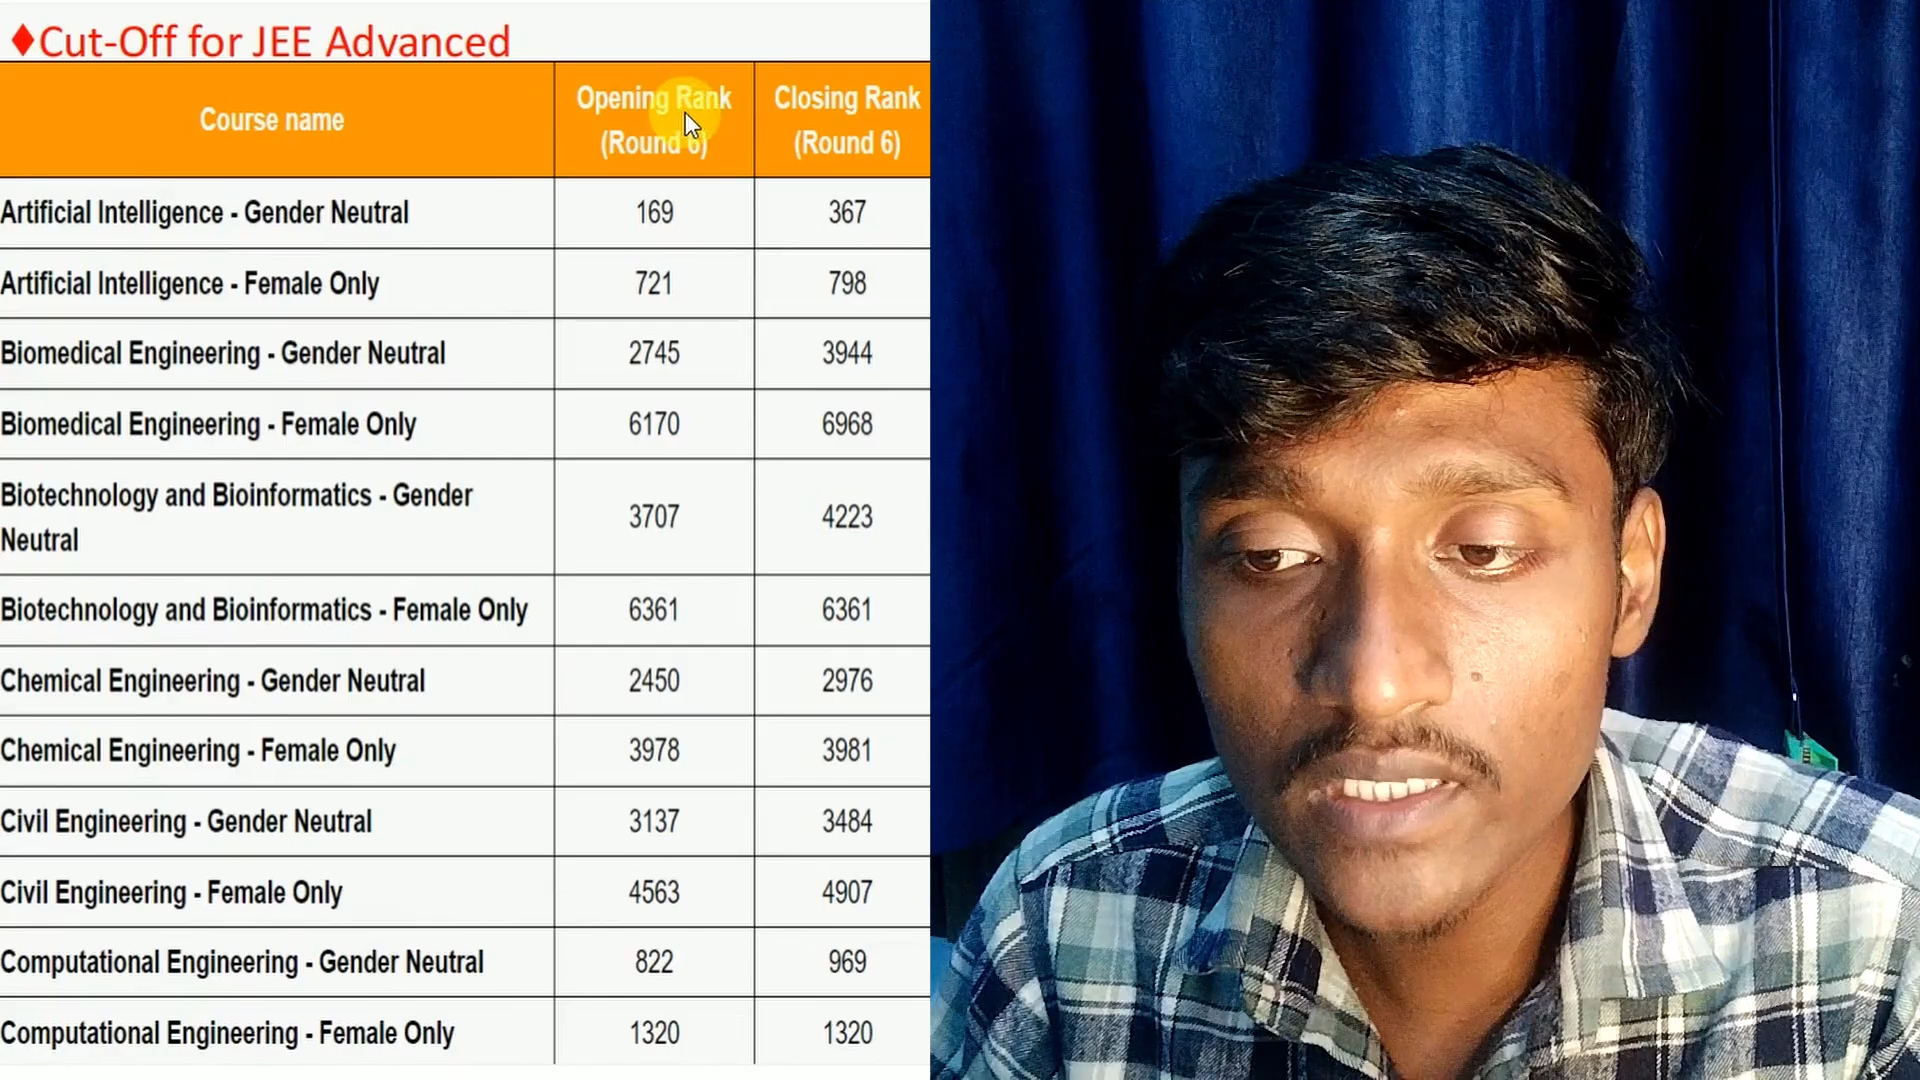 ♦Cut-Off for JEE Advanced
Course name
Opening Rank
(Round 6)
Closing Rank
(Round 6)
Artificial Intelligence - Gender Neutral 169 367
Artificial Intelligence - Female Only 721 798
Biomedical Engineering - Gender Neutral 2745 3944
Biomedical Engineering - Female Only 6170 6968
Biotechnology and Bioinformatics - Gender
Neutral
3707 4223
Biotechnology and Bioinformatics - Female Only 6361 6361
Chemical Engineering - Gender Neutral 2450 2976
Chemical Engineering - Female Only 3978 3981
Civil Engineering - Gender Neutral 3137 3484
Civil Engineering - Female Only 4563 4907
Computational Engineering - Gender Neutral 822 969
Computational Engineering - Female Only 1320 1320